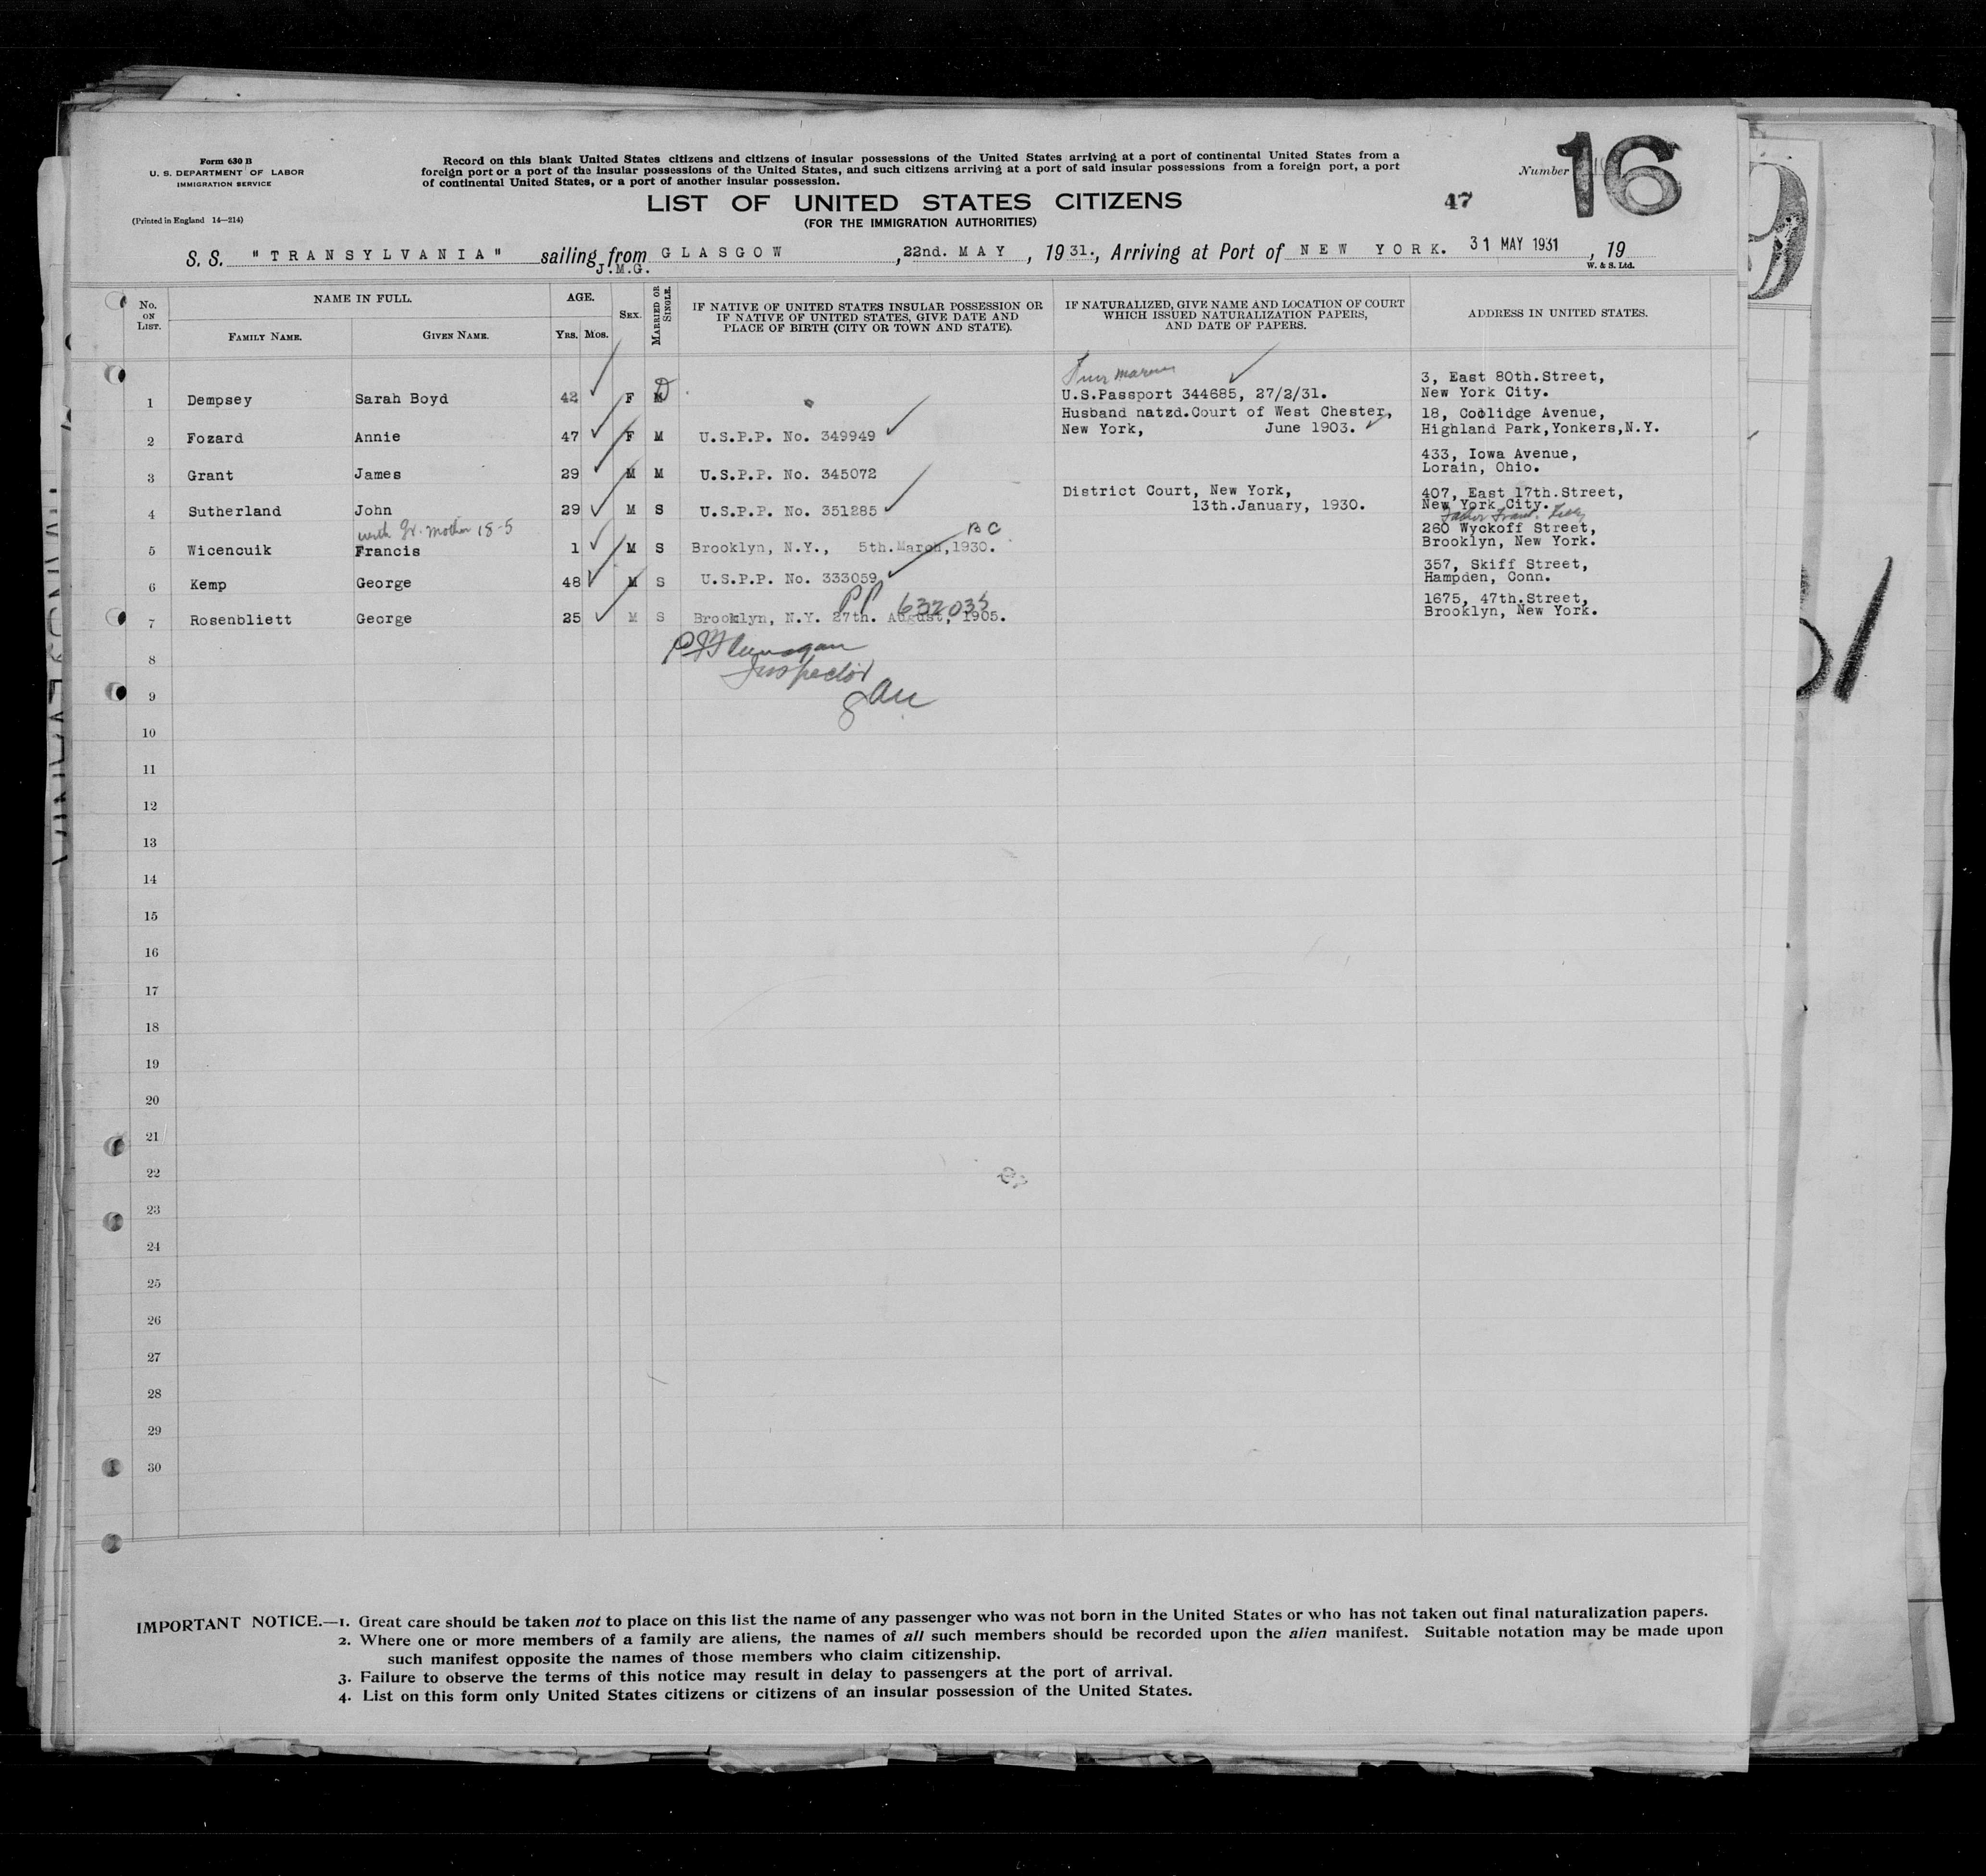 Form 630 B
U. S. DEPARTMENT OF LABOR
IMMIGRATION SERVICE
(Printed in England 14—214)
Record on this blank United States citizens and citizens of insular possessions of the United States arriving at a port of continental United States from a
foreign port or a port of the insular possessions of the United States, and such citizens arriving at a port of said insular possessions from a foreign port, a port
of continental United States, or a port of another insular possession.
Number 16
LIST OF UNITED STATES CITIZENS
47
(FOR THE IMMIGRATION AUTHORITIES)
S. S. "TRANSYLVANIA" sailing from GLASGOW, 22nd. MAY, 1931., Arriving at Port of NEW YORK. 31 MAY 1931, 19
J.M.G.
W. & S. Ltd.
No. ON LIST.
NAME IN FULL.
FAMILY NAME.
GIVEN NAME.
AGE.
YRS.
MOS.
SEX.
MARRIED OR SINGLE.
IF NATIVE OF UNITED STATES INSULAR POSSESSION OR
IF NATIVE OF UNITED STATES, GIVE DATE AND
PLACE OF BIRTH (CITY OR TOWN AND STATE).
IF NATURALIZED, GIVE NAME AND LOCATION OF COURT
WHICH ISSUED NATURALIZATION PAPERS,
AND DATE OF PAPERS.
ADDRESS IN UNITED STATES.
1 Dempsey Sarah Boyd 42 F M D U.S.Passport 344685, 27/2/31. 3, East 80th.Street,
New York City.
2 Fozard Annie 47 F M U.S.P.P. No. 349949 Husband natzd.Court of West Chester,
New York, June 1903. 18, Coolidge Avenue,
Highland Park,Yonkers,N.Y.
3 Grant James 29 M M U.S.P.P. No. 345072 433, Iowa Avenue,
Lorain, Ohio.
4 Sutherland John 29 M S U.S.P.P. No. 351285 District Court, New York,
13th.January, 1930. 407, East 17th.Street,
New York City.
with Gr. Mother 18-5
BC
Father Frank
5 Wicencuik Francis 1 M S Brooklyn, N.Y., 5th.March,1930. 260 Wyckoff Street,
Brooklyn, New York.
6 Kemp George 48 M S U.S.P.P. No. 333059 357, Skiff Street,
Hampden, Conn.
PP 632035
7 Rosenbliett George 25 M S Brooklyn, N.Y. 27th. August, 1905. 1675, 47th.Street,
Brooklyn, New York.
8
Inspector
9
10
11
12
13
14
15
16
17
18
19
20
21
22
23
24
25
26
27
28
29
30
IMPORTANT NOTICE.—1. Great care should be taken not to place on this list the name of any passenger who was not born in the United States or who has not taken out final naturalization papers.
2. Where one or more members of a family are aliens, the names of all such members should be recorded upon the alien manifest. Suitable notation may be made upon
such manifest opposite the names of those members who claim citizenship.
3. Failure to observe the terms of this notice may result in delay to passengers at the port of arrival.
4. List on this form only United States citizens or citizens of an insular possession of the United States.